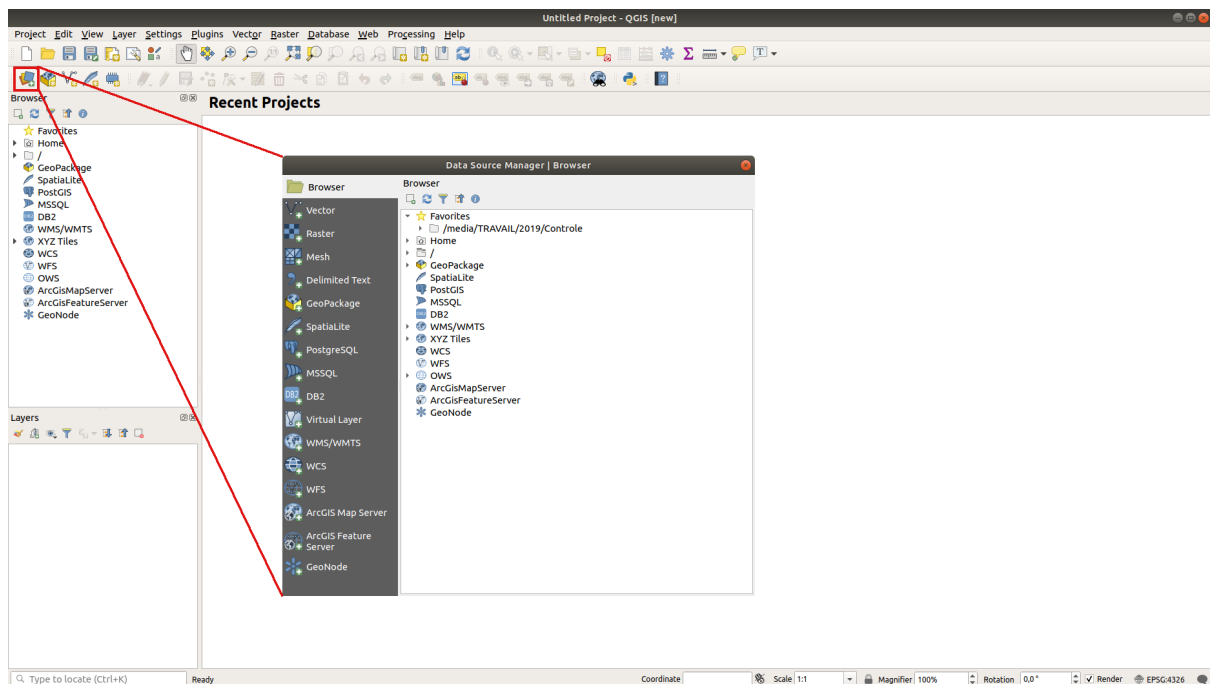 Untitled Project - QGIS [new]
Project Edit View Layer Settings Plugins Vector Raster Database Web Processing Help
Browser
Recent Projects
Favorites
Home
/
GeoPackage
SpatiaLite
PostGIS
MSSQL
DB2
WMS/WMTS
XYZ Tiles
WCS
WFS
OWS
ArcGisMapServer
ArcGisFeatureServer
GeoNode
Layers
Data Source Manager | Browser
Browser
Vector
Raster
Mesh
Delimited Text
GeoPackage
SpatiaLite
PostgreSQL
MSSQL
DB2
DB2
Virtual Layer
WMS/WMTS
WCS
WFS
ArcGIS Map Server
ArcGIS Feature
Server
GeoNode
Browser
Favorites
/media/TRAVAIL/2019/Controle
Home
/
GeoPackage
SpatiaLite
PostGIS
MSSQL
DB2
WMS/WMTS
XYZ Tiles
WCS
WFS
OWS
ArcGisMapServer
ArcGisFeatureServer
GeoNode
Type to locate (Ctrl+K)
Ready
Coordinate
Scale 1:1
Magnifier 100%
Rotation 0,0 °
Render
EPSG:4326